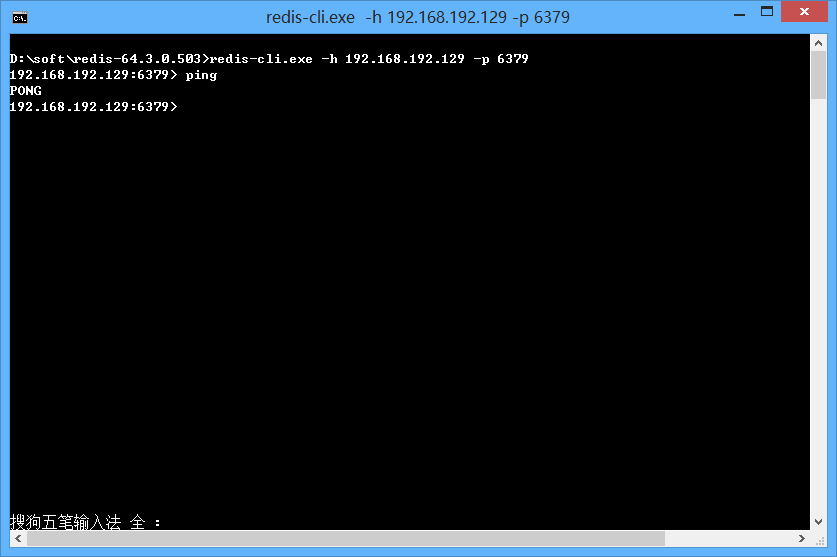 redis-cli.exe -h 192.168.192.129 -p 6379
D:\soft\redis-64.3.0.503>redis-cli.exe -h 192.168.192.129 -p 6379
192.168.192.129:6379> ping
PONG
192.168.192.129:6379>
搜狗五笔输入法 全 :